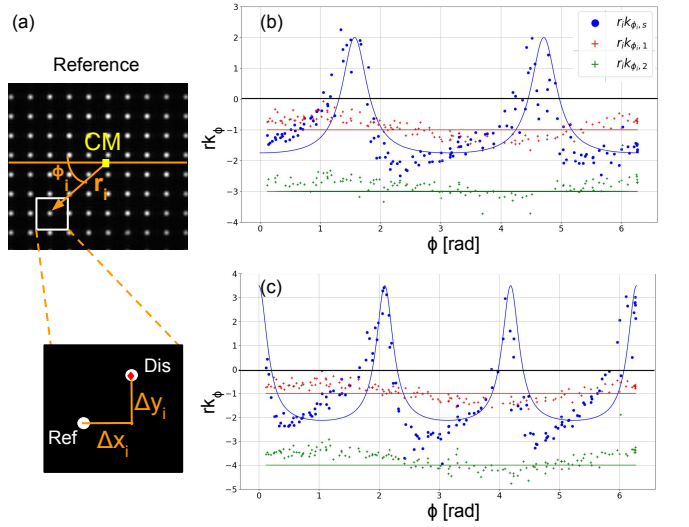 (a)
Reference
CM
ϕi
ri
Dis
Ref
Δyi
Δxi
(b)
rkϕ
3
2
1
0
−1
−2
−3
−4
0
1
2
3
4
5
6
ϕ [rad]
rikϕi,s
rikϕi,1
rikϕi,2
(c)
rkϕ
4
3
2
1
0
−1
−2
−3
−4
−5
0
1
2
3
4
5
6
ϕ [rad]